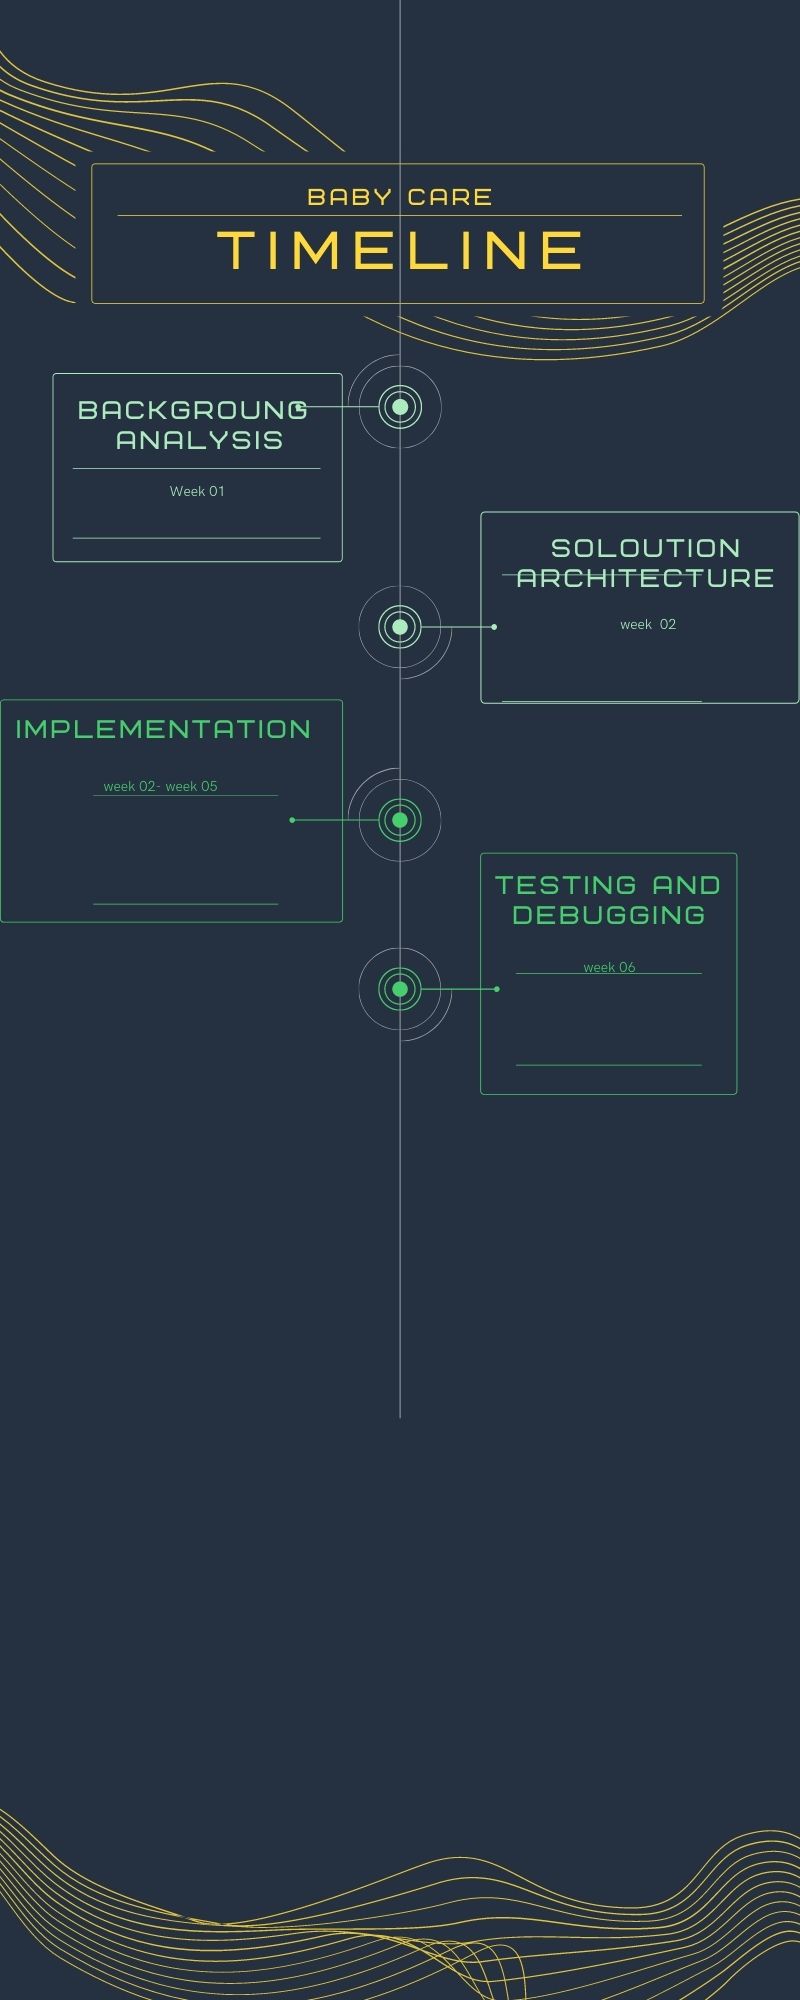 BABY CARE
TIMELINE
BACKGROUNG
ANALYSIS
Week 01
SOLOUTION
ARCHITECTURE
week 02
IMPLEMENTATION
week 02- week 05
TESTING AND
DEBUGGING
week 06